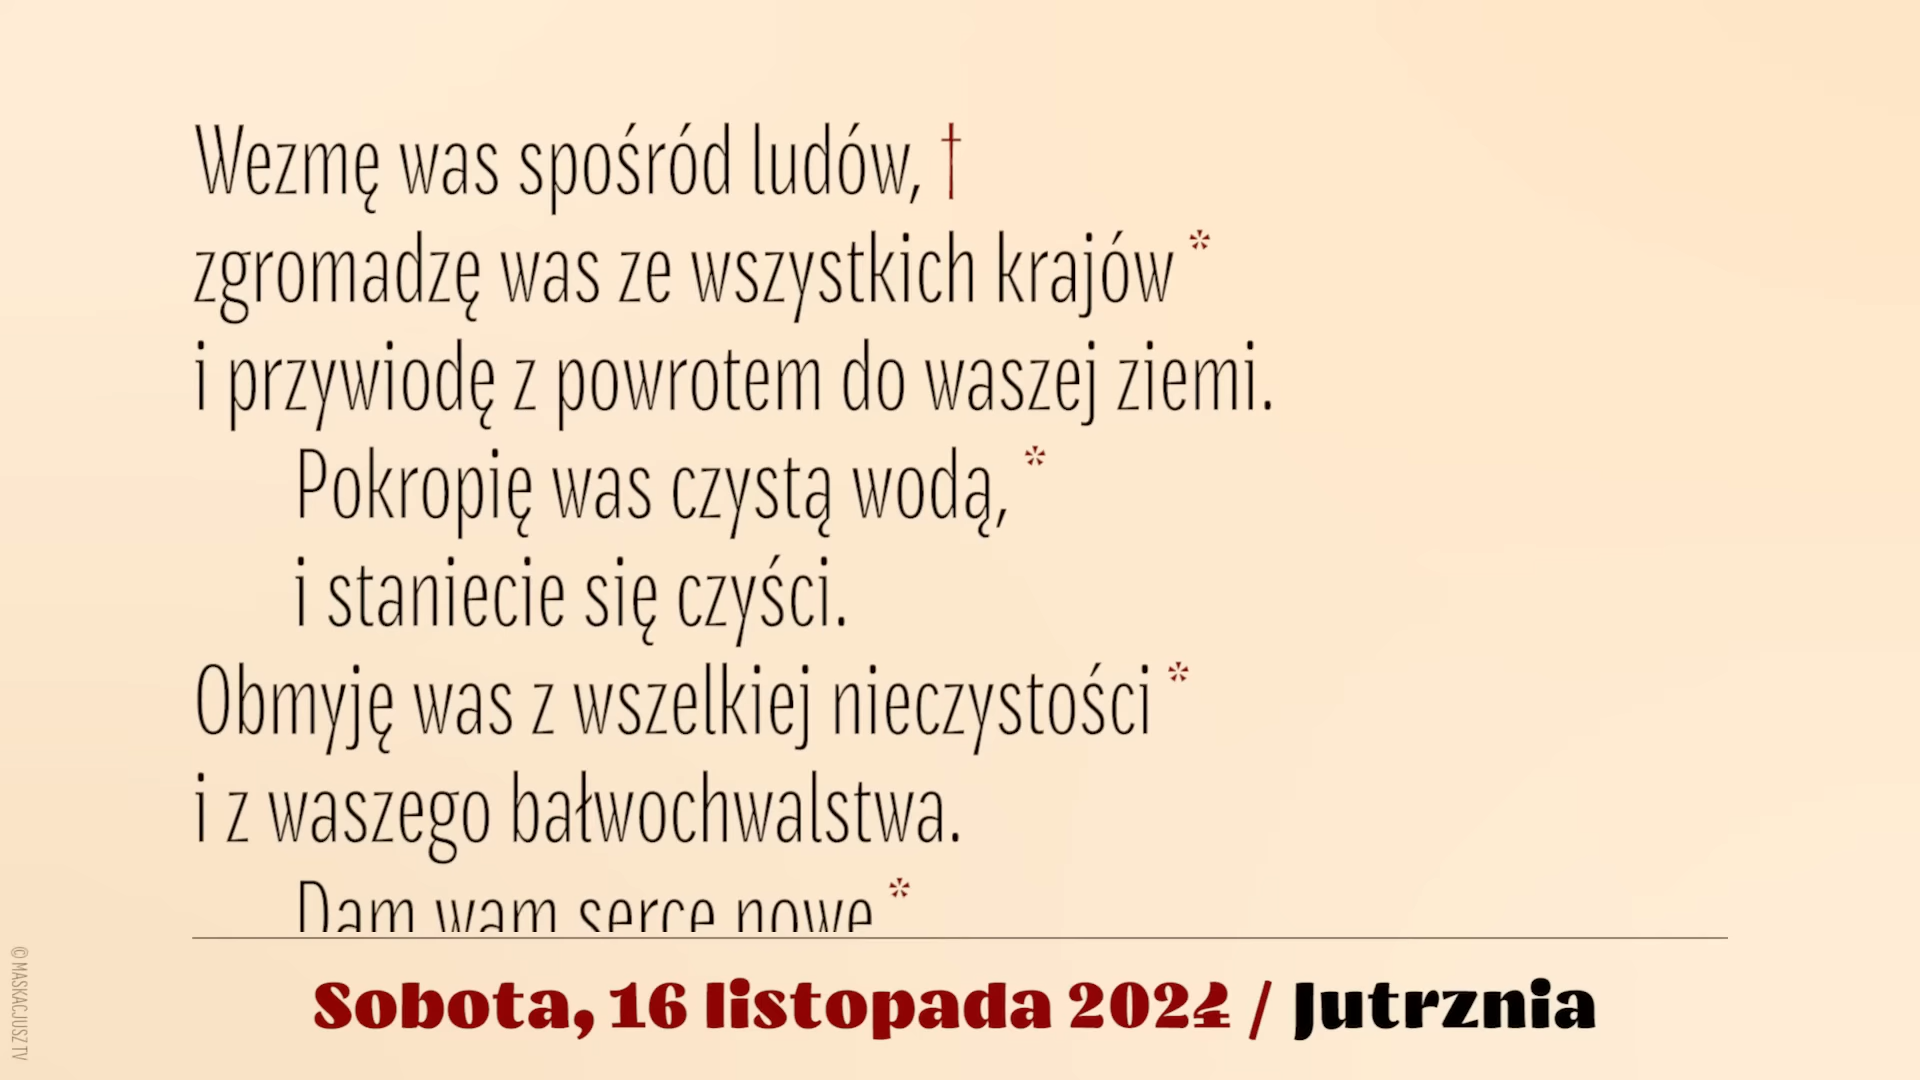 Wezmę was spośród ludów, †
zgromadzę was ze wszystkich krajów *
i przywiodę z powrotem do waszej ziemi.
Pokropię was czystą wodą, *
i staniecie się czyści.
Obmyję was z wszelkiej nieczystości *
i z waszego bałwochwalstwa.
Dam wam serce nowe *
Sobota, 16 listopada 2024 / Jutrznia
© MASKACJUSZ TV